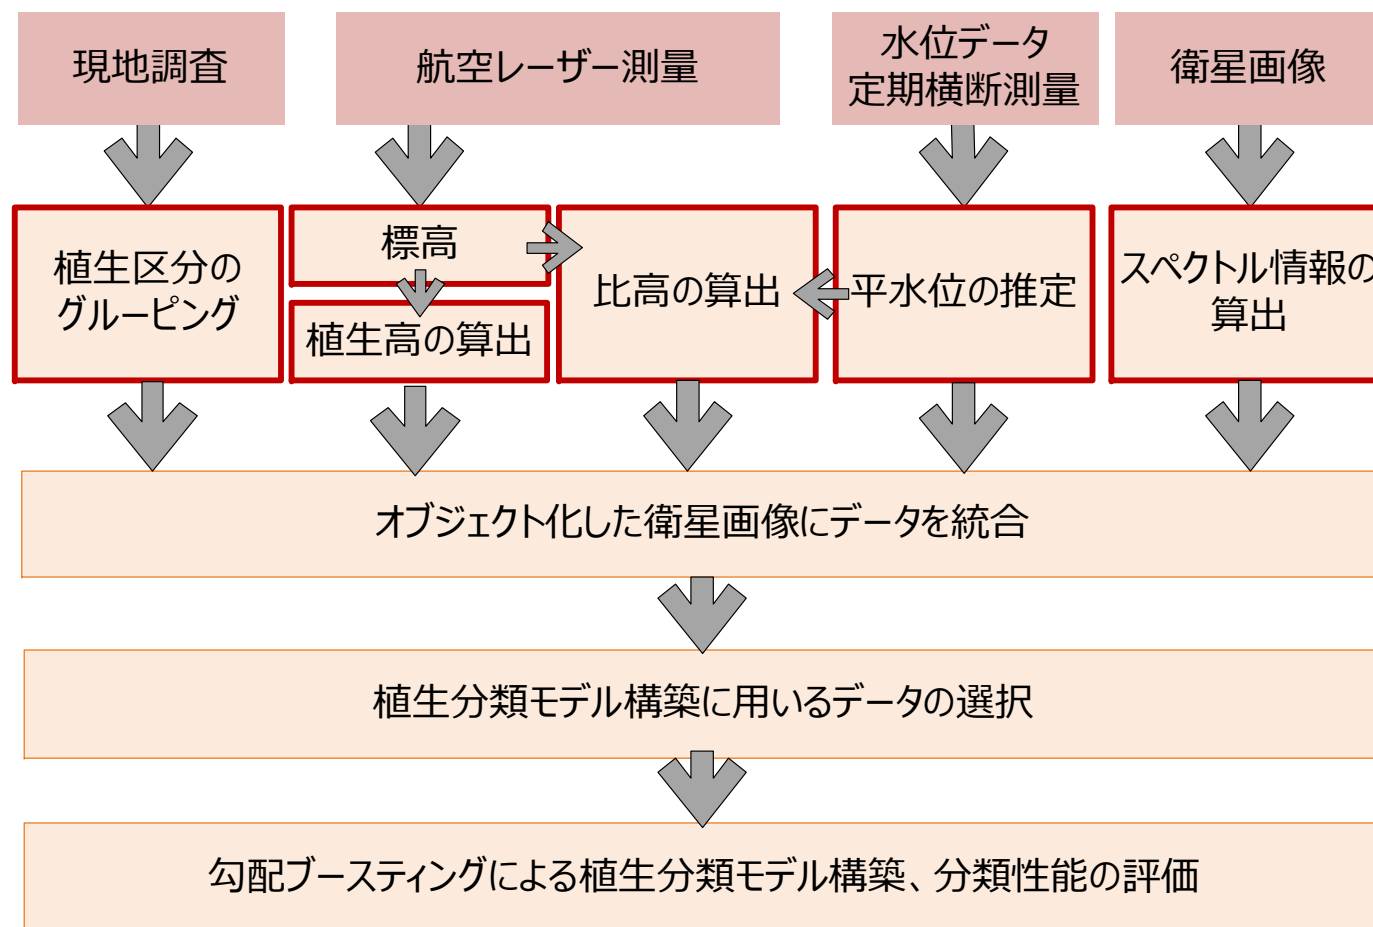 現地調査
航空レーザー測量
水位データ
定期横断測量
衛星画像
植生区分の
グルーピング
標高
植生高の算出
比高の算出
平水位の推定
スペクトル情報の
算出
オブジェクト化した衛星画像にデータを統合
植生分類モデル構築に用いるデータの選択
勾配ブースティングによる植生分類モデル構築、分類性能の評価